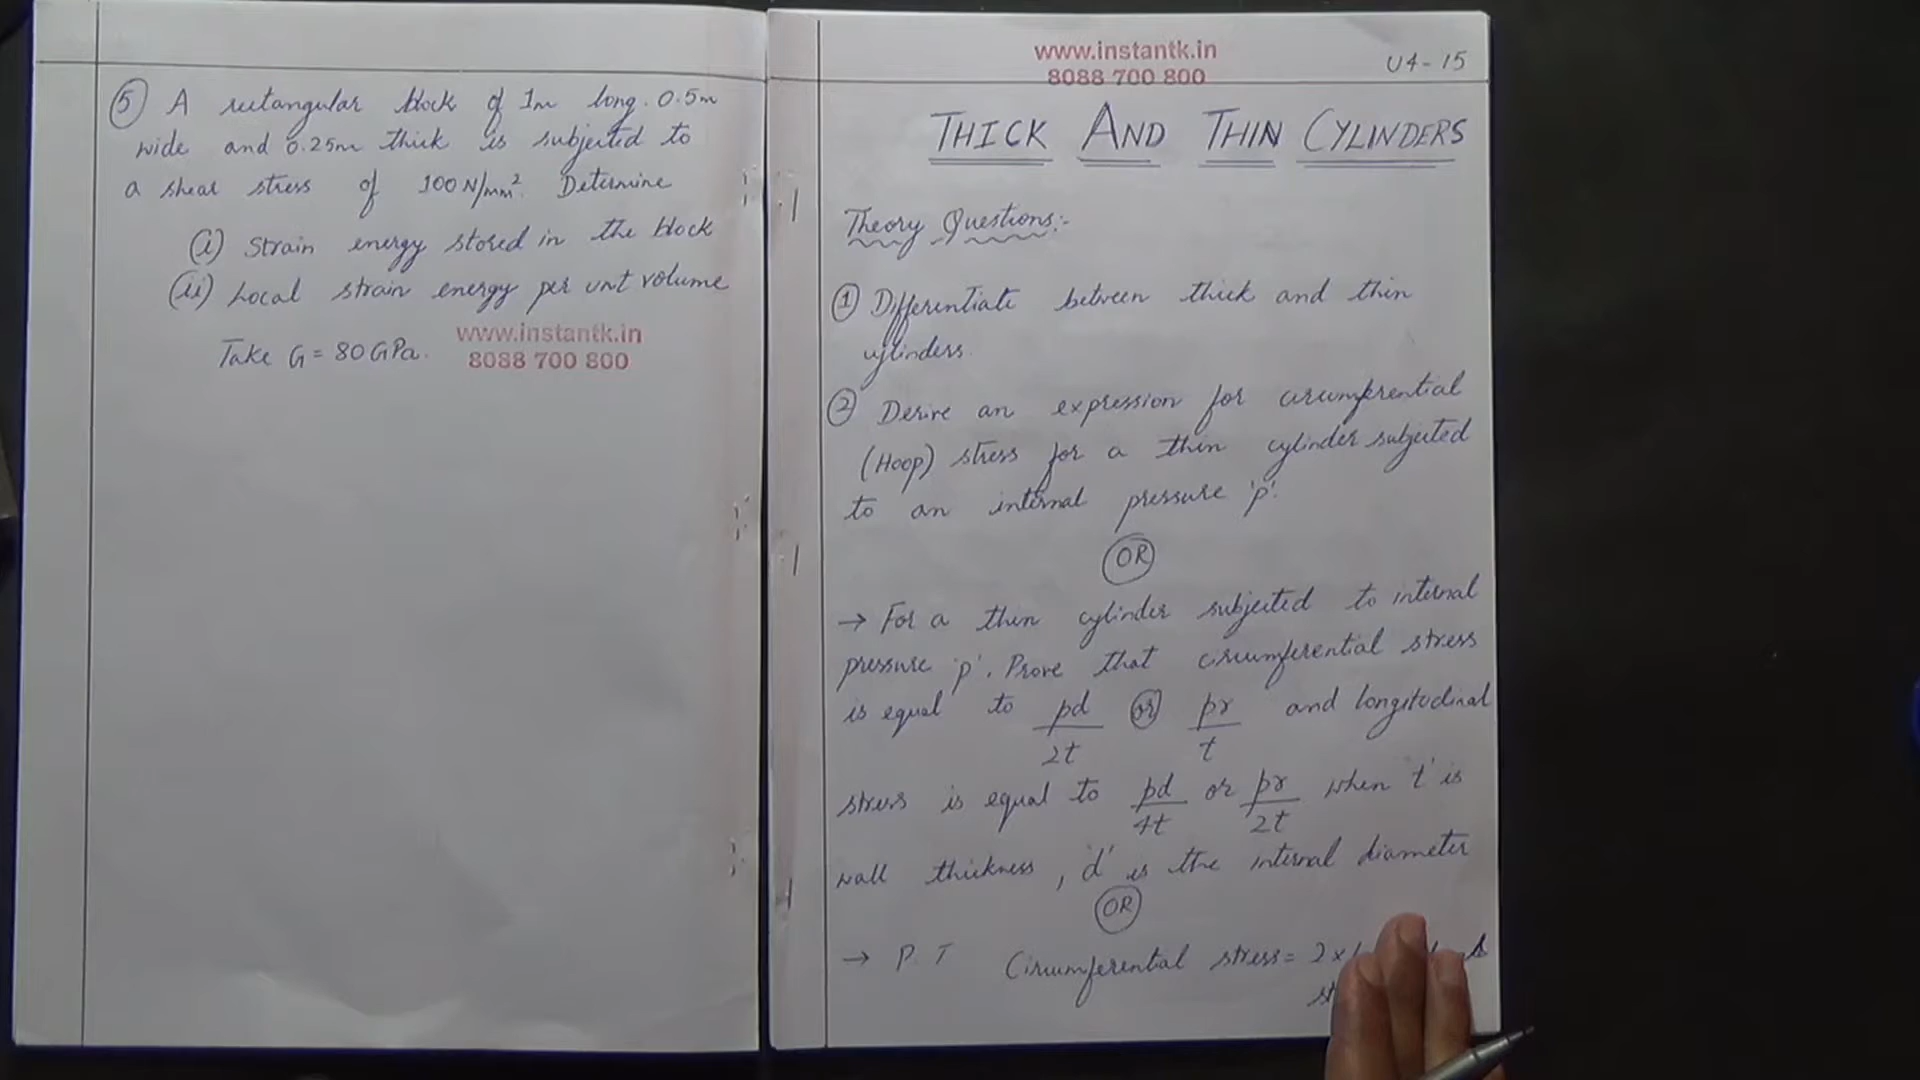 5 A rectangular block of 1m long. 0.5m
wide and 0.25m thick is subjected to
a shear stress of 100 N/mm². Determine
(i) Strain energy stored in the block
(ii) Local strain energy per unt volume
Take G = 80 GPa.
www.instantk.in
8088 700 800
www.instantk.in
8088 700 800
U4-15
THICK AND THIN CYLINDERS
Theory Questions:-
1 Differentiate between thick and thin
cylinders.
2 Derive an expression for circumferential
(Hoop) stress for a thin cylinder subjected
to an internal pressure 'p'.
OR
→ For a thin cylinder subjected to internal
pressure 'p'. Prove that circumferential stress
is equal to pd/2t or pr/t and longitudinal
stress is equal to pd/4t or pr/2t when 't' is
wall thickness, 'd' is the internal diameter
OR
→ P.T Circumferential stress = 2 ×